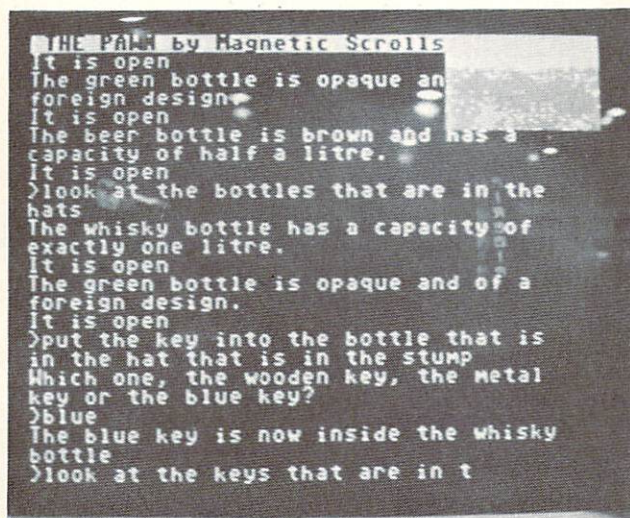 THE PAWN by Magnetic Scrolls
It is open
The green bottle is opaque an
foreign design.
It is open
The beer bottle is brown and has a
capacity of half a litre.
It is open
>look at the bottles that are in the
hats
The whisky bottle has a capacity of
exactly one litre.
It is open
The green bottle is opaque and of a
foreign design.
It is open
>put the key into the bottle that is
in the hat that is in the stump
Which one, the wooden key, the metal
key or the blue key?
>blue
The blue key is now inside the whisky
bottle
>look at the keys that are in t